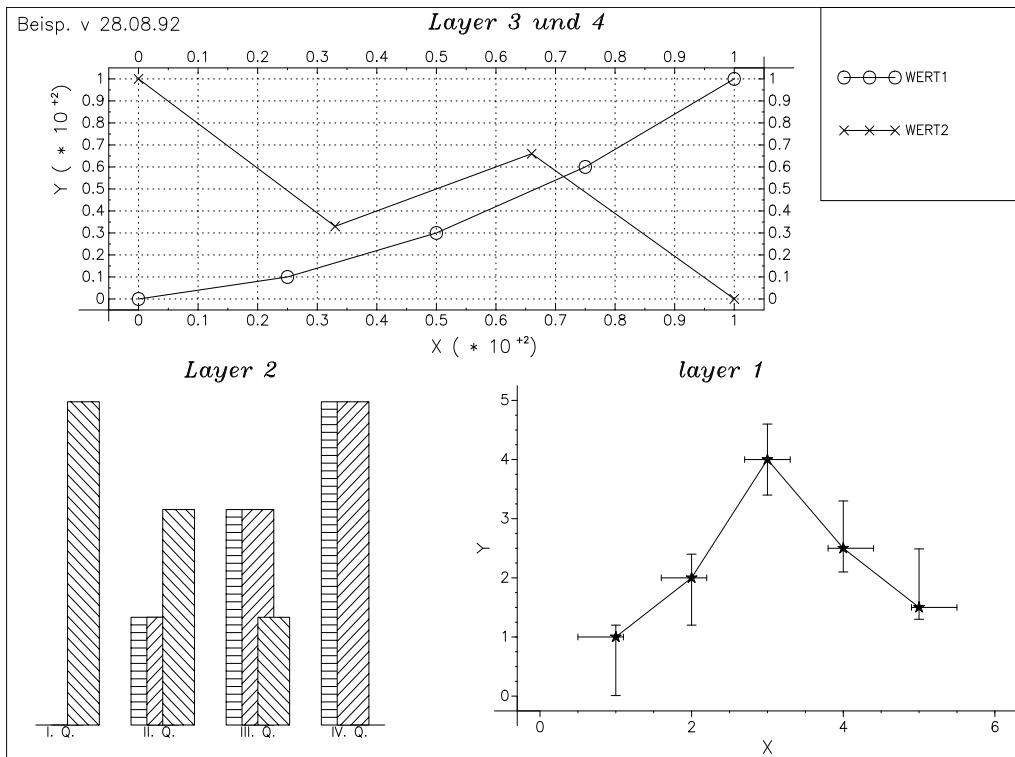 Beisp. v 28.08.92
Layer 3 und 4
0 0.1 0.2 0.3 0.4 0.5 0.6 0.7 0.8 0.9 1
1 1
0.9 0.9
0.8 0.8
0.7 0.7
0.6 0.6
0.5 0.5
0.4 0.4
0.3 0.3
0.2 0.2
0.1 0.1
0 0
Y ( * 10 +2)
0 0.1 0.2 0.3 0.4 0.5 0.6 0.7 0.8 0.9 1
X ( * 10 +2)
WERT1
WERT2
Layer 2
I. Q. II. Q. III. Q. IV. Q.
layer 1
5
4
3
2
1
0
Y
0 2 4 6
X